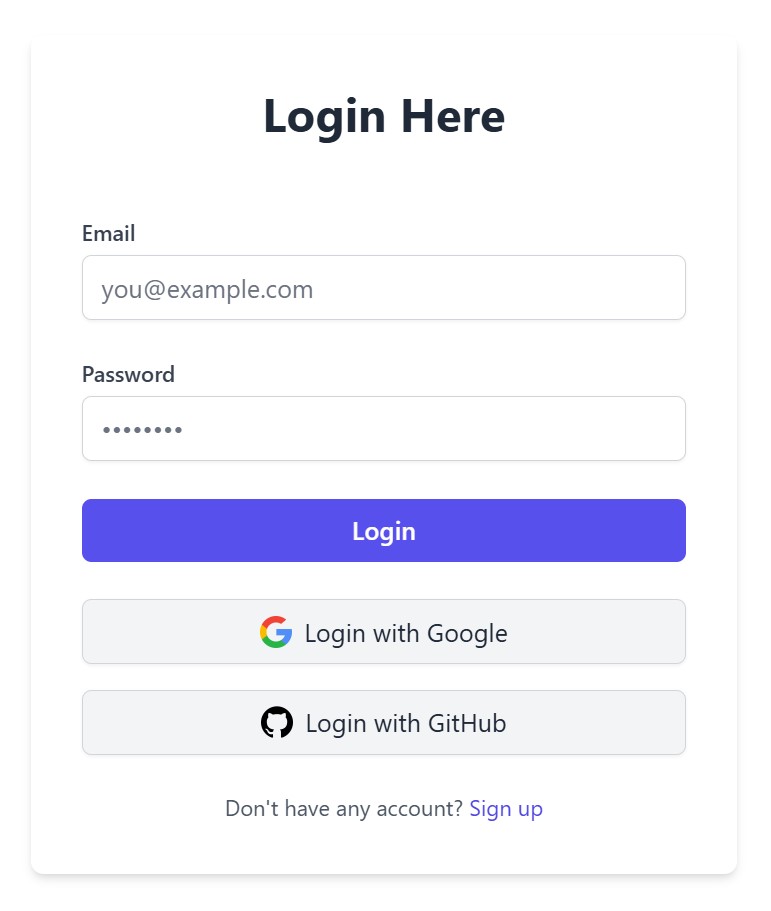 Login Here
Email
you@example.com
Password
••••••••
Login
Login with Google
Login with GitHub
Don't have any account? Sign up